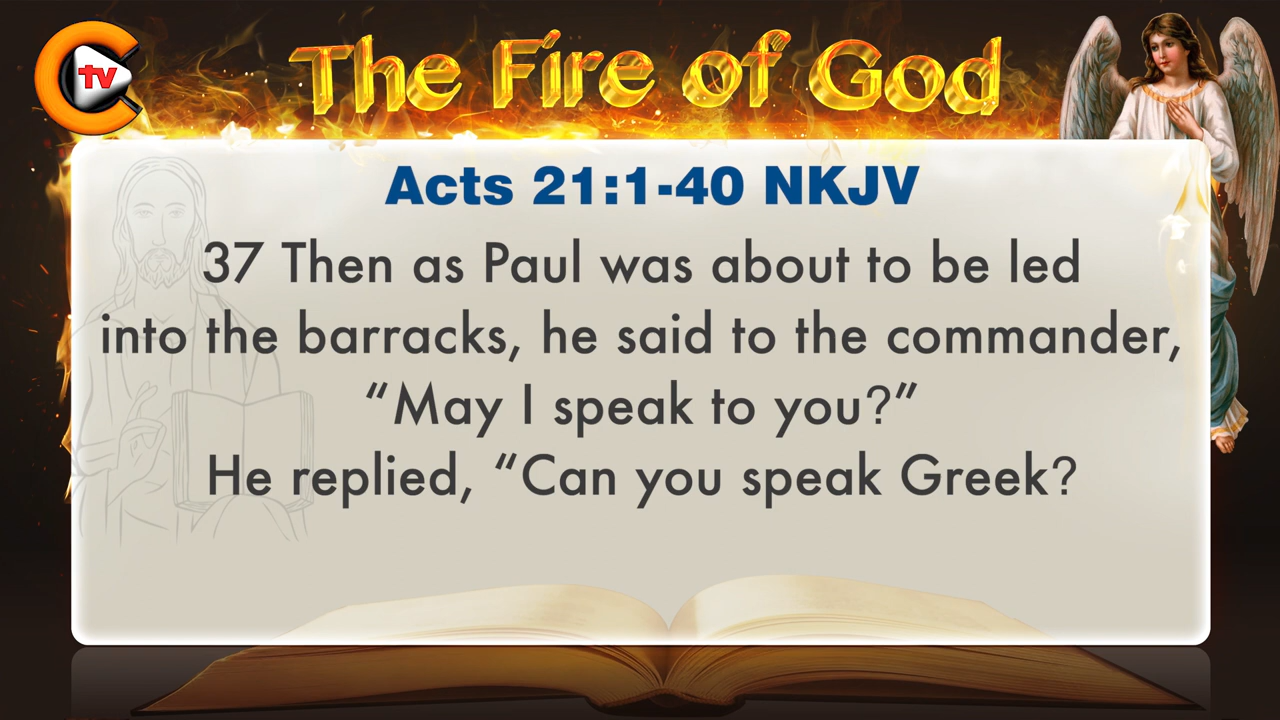 tv
The Fire of God
Acts 21:1-40 NKJV
37 Then as Paul was about to be led
into the barracks, he said to the commander,
“May I speak to you?”
He replied, “Can you speak Greek?